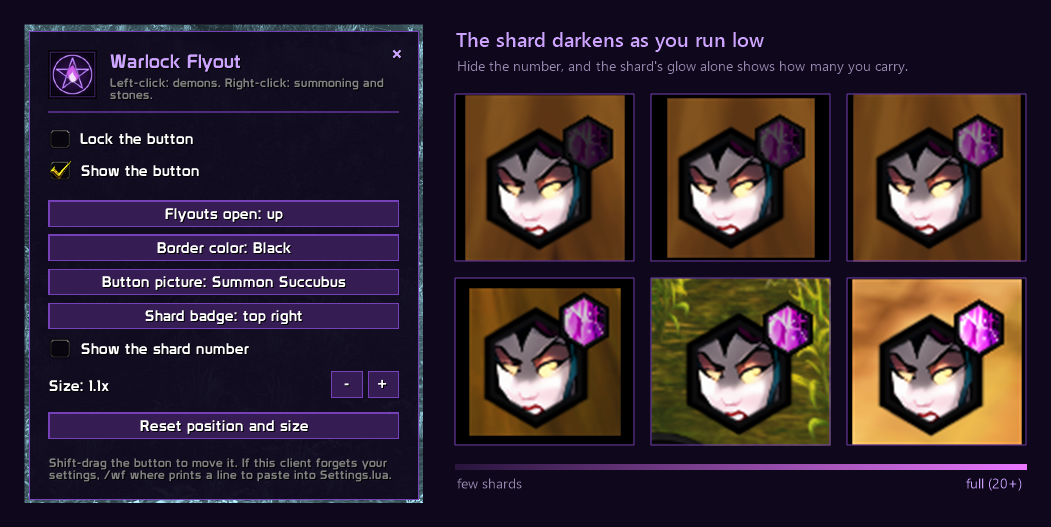 Warlock Flyout
×
Left-click: demons. Right-click: summoning and
stones.
Lock the button
Show the button
Flyouts open: up
Border color: Black
Button picture: Summon Succubus
Shard badge: top right
Show the shard number
Size: 1.1x
- +
Reset position and size
Shift-drag the button to move it. If this client forgets your
settings, /wf where prints a line to paste into Settings.lua.
The shard darkens as you run low
Hide the number, and the shard's glow alone shows how many you carry.
few shards
full (20+)